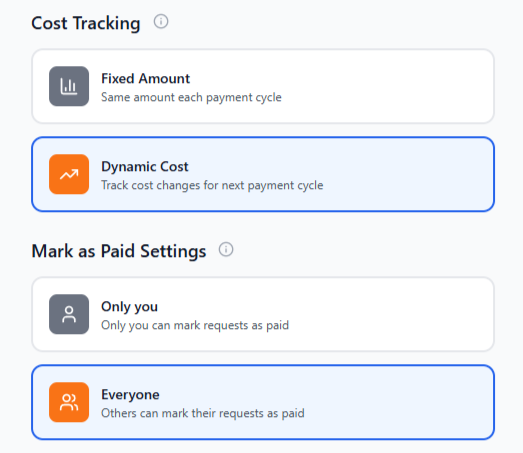 Cost Tracking
Fixed Amount
Same amount each payment cycle
Dynamic Cost
Track cost changes for next payment cycle
Mark as Paid Settings
Only you
Only you can mark requests as paid
Everyone
Others can mark their requests as paid